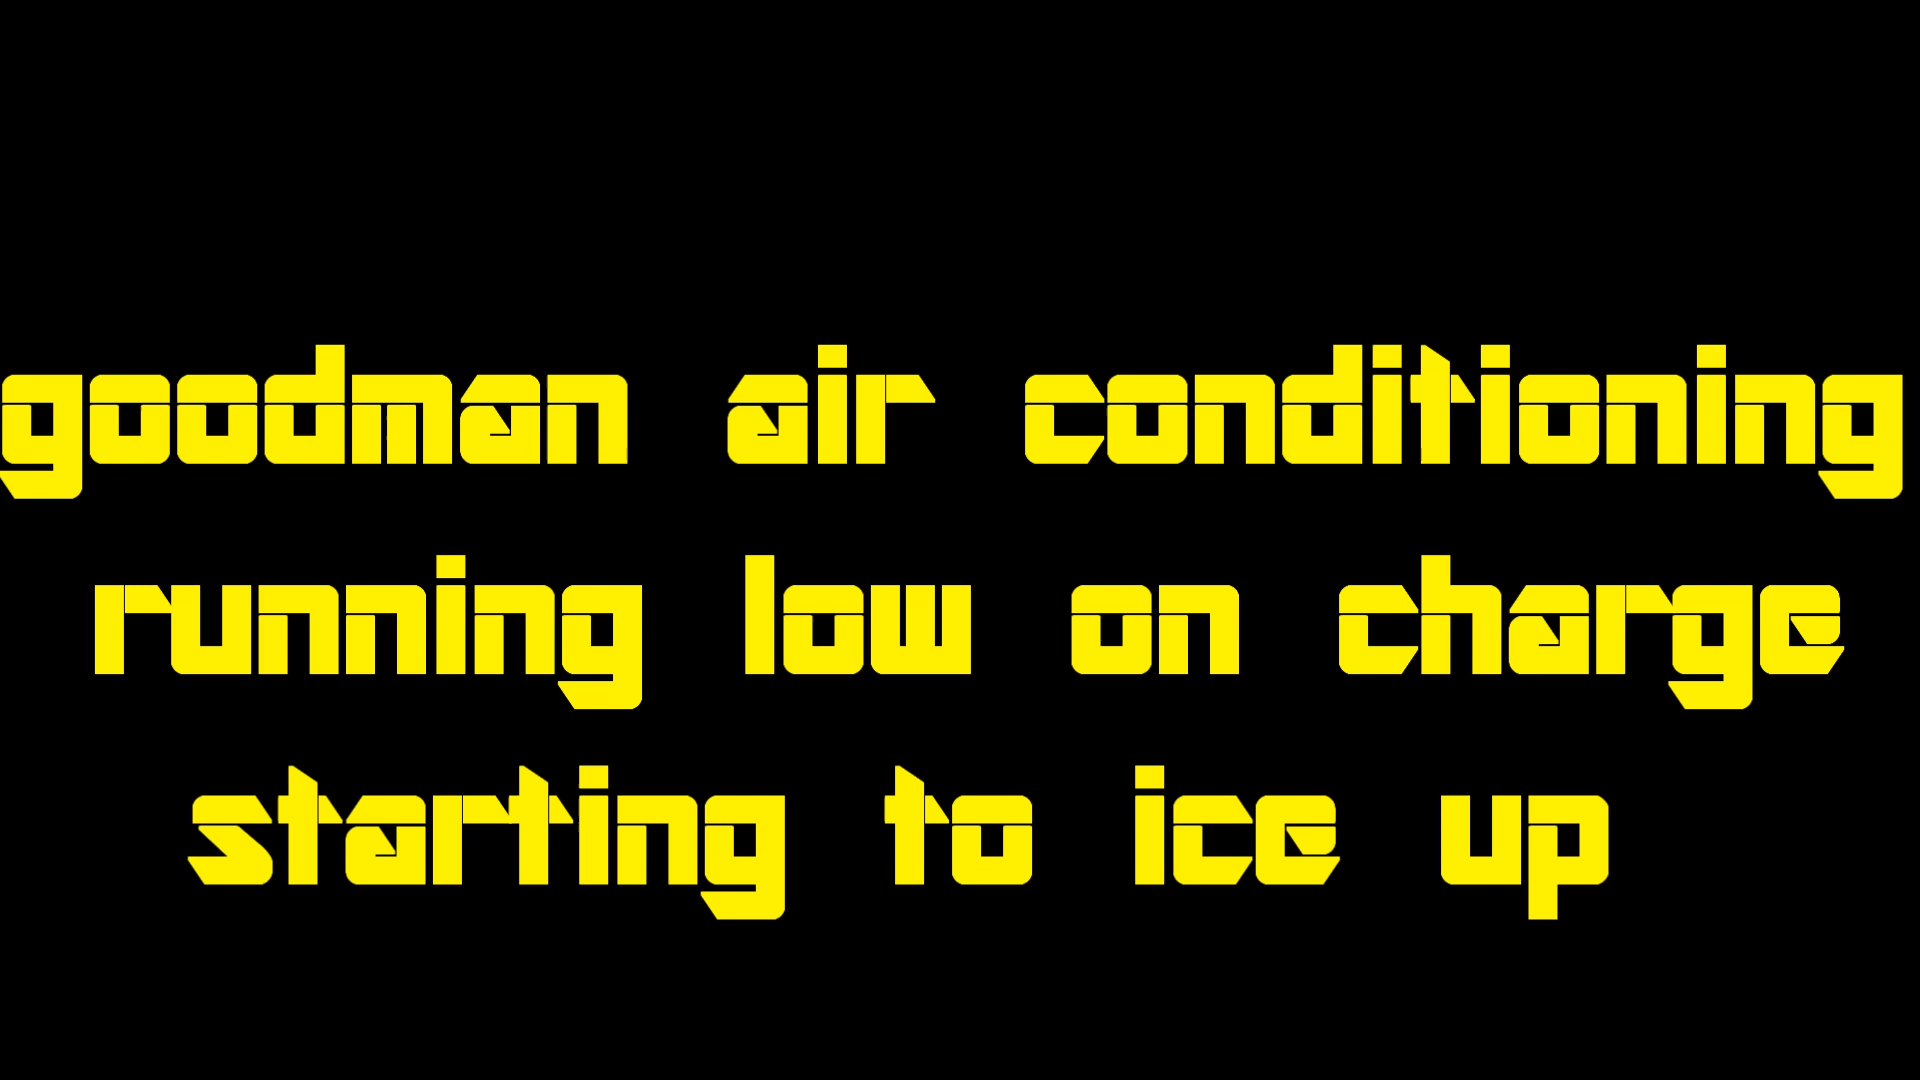 goodman air conditioning
running low on charge
starting to ice up